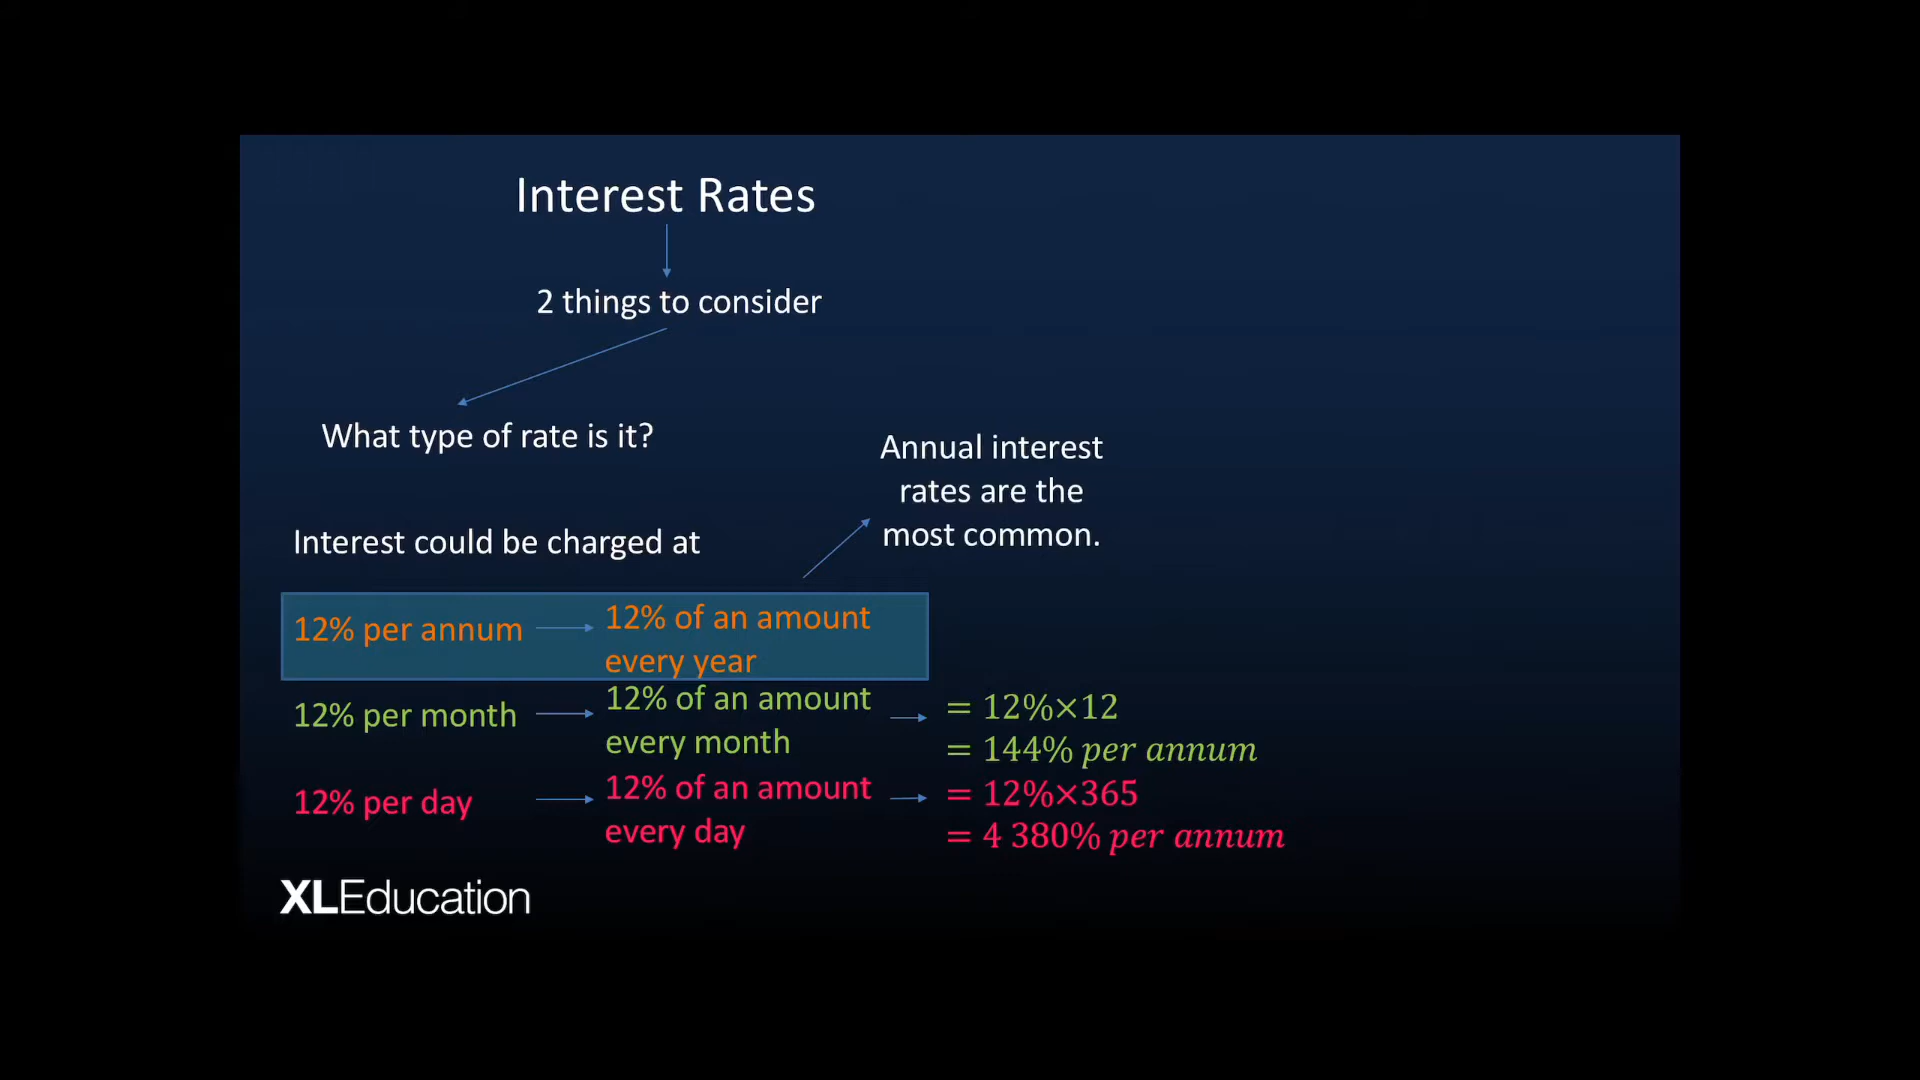 Interest Rates
2 things to consider
What type of rate is it?
Annual interest
rates are the
most common.
Interest could be charged at
12% per annum
12% of an amount
every year
12% per month
12% of an amount
every month
= 12%×12
= 144% per annum
12% per day
12% of an amount
every day
= 12%×365
= 4 380% per annum
XLEducation